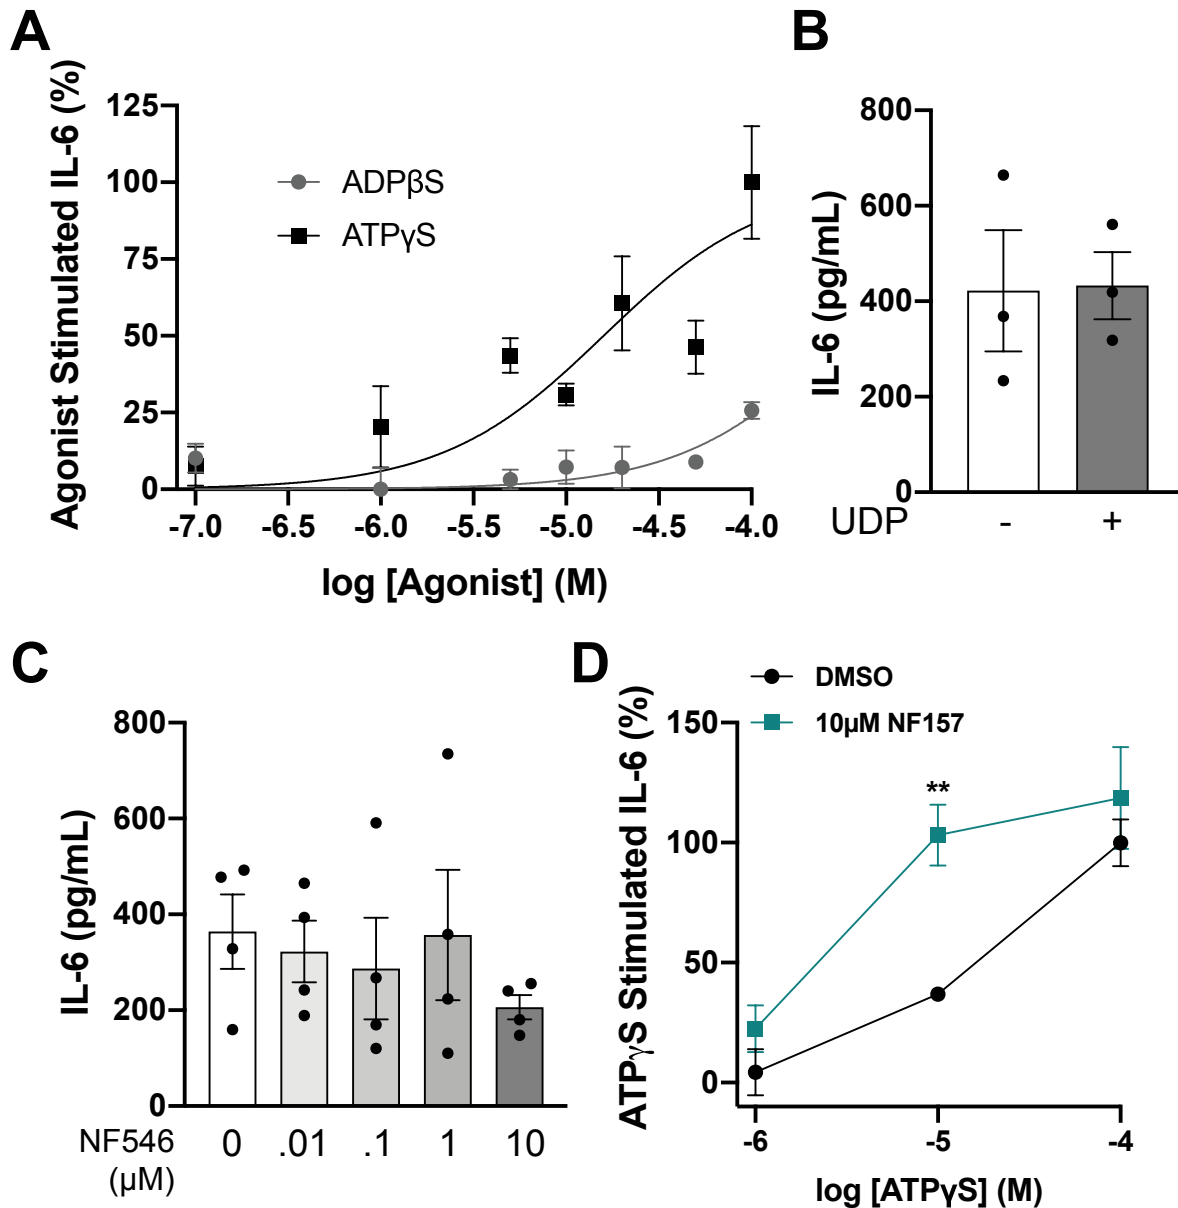 A
Agonist Stimulated IL-6 (%)
125
100
75
50
25
0
ADPβS
ATPγS
-7.0 -6.5 -6.0 -5.5 -5.0 -4.5 -4.0
log [Agonist] (M)
B
IL-6 (pg/mL)
800
600
400
200
0
UDP - +
C
IL-6 (pg/mL)
800
600
400
200
0
NF546 0 .01 .1 1 10
(μM)
D
DMSO
10μM NF157
ATPγS Stimulated IL-6 (%)
150
100
50
0
**
-6 -5 -4
log [ATPγS] (M)